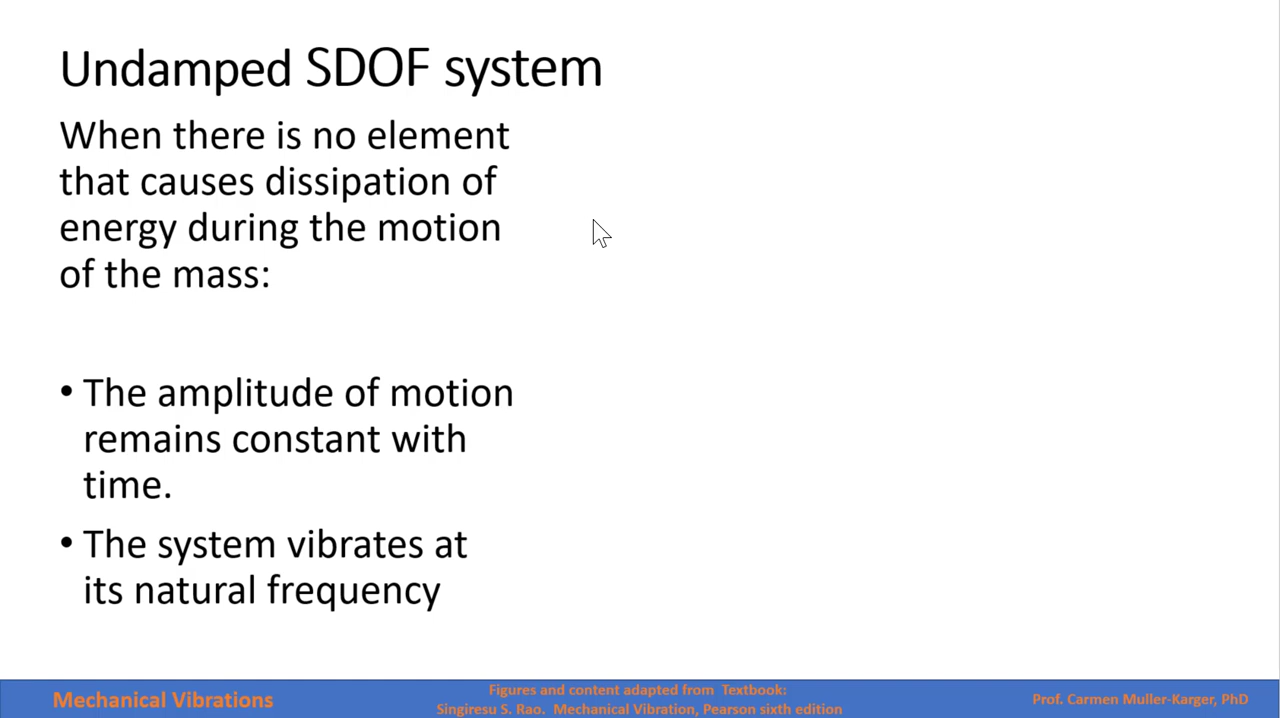 Undamped SDOF system
When there is no element
that causes dissipation of
energy during the motion
of the mass:
• The amplitude of motion
remains constant with
time.
• The system vibrates at
its natural frequency
Mechanical Vibrations
Figures and content adapted from Textbook:
Singiresu S. Rao. Mechanical Vibration, Pearson sixth edition
Prof. Carmen Muller-Karger, PhD